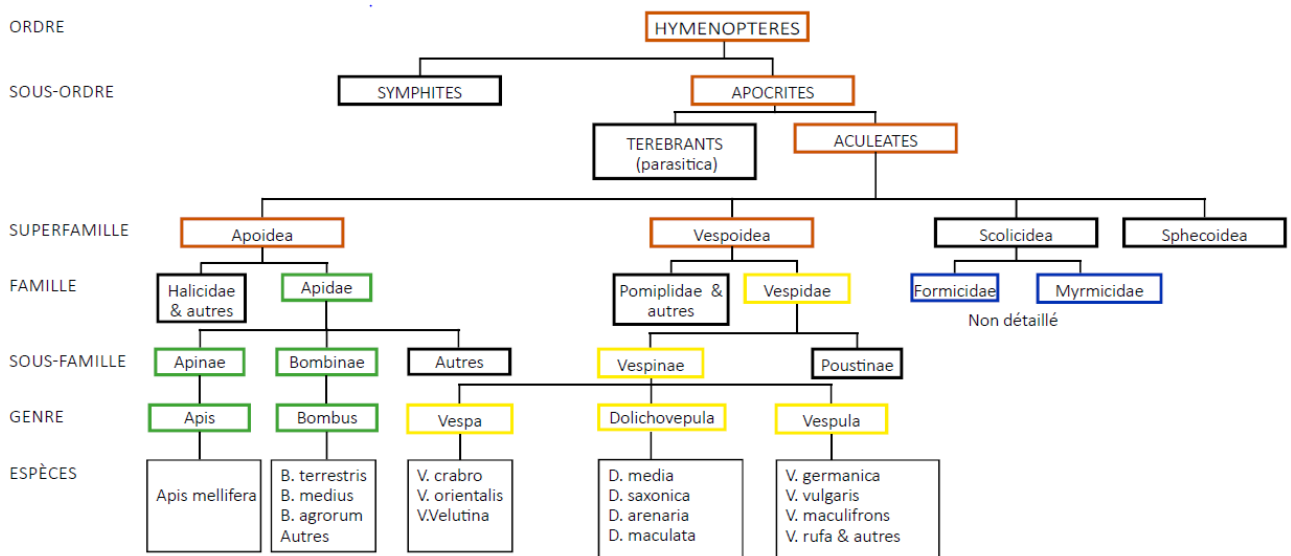 ORDRE
HYMENOPTERES
SOUS-ORDRE
SYMPHITES
APOCRITES
TEREBRANTS
(parasitica)
ACULEATES
SUPERFAMILLE
Apoidea
Vespoidea
Scolicidea
Sphecoidea
FAMILLE
Halicidae
& autres
Apidae
Pomiplidae &
autres
Vespidae
Formicidae
Myrmicidae
Non détaillé
SOUS-FAMILLE
Apinae
Bombinae
Autres
Vespinae
Poustinae
GENRE
Apis
Bombus
Vespa
Dolichovepula
Vespula
ESPÈCES
Apis mellifera
B. terrestris
B. medius
B. agrorum
Autres
V. crabro
V. orientalis
V.Velutina
D. media
D. saxonica
D. arenaria
D. maculata
V. germanica
V. vulgaris
V. maculifrons
V. rufa & autres